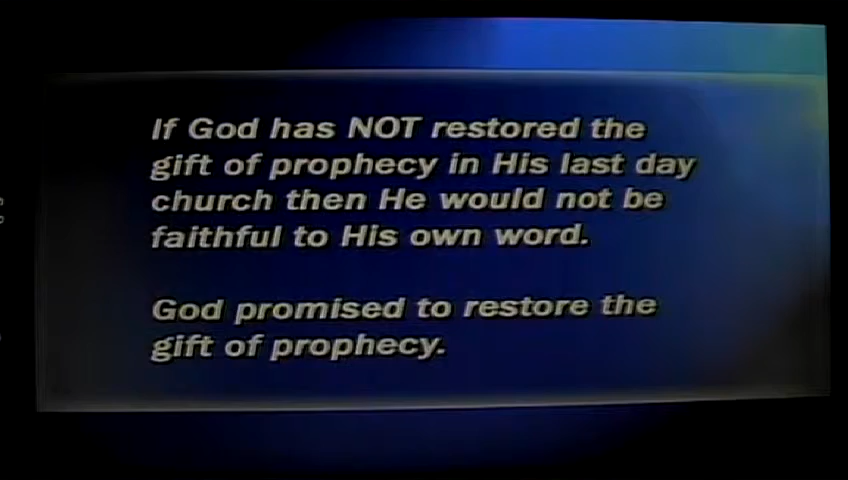 If God has NOT restored the
gift of prophecy in His last day
church then He would not be
faithful to His own word.
God promised to restore the
gift of prophecy.